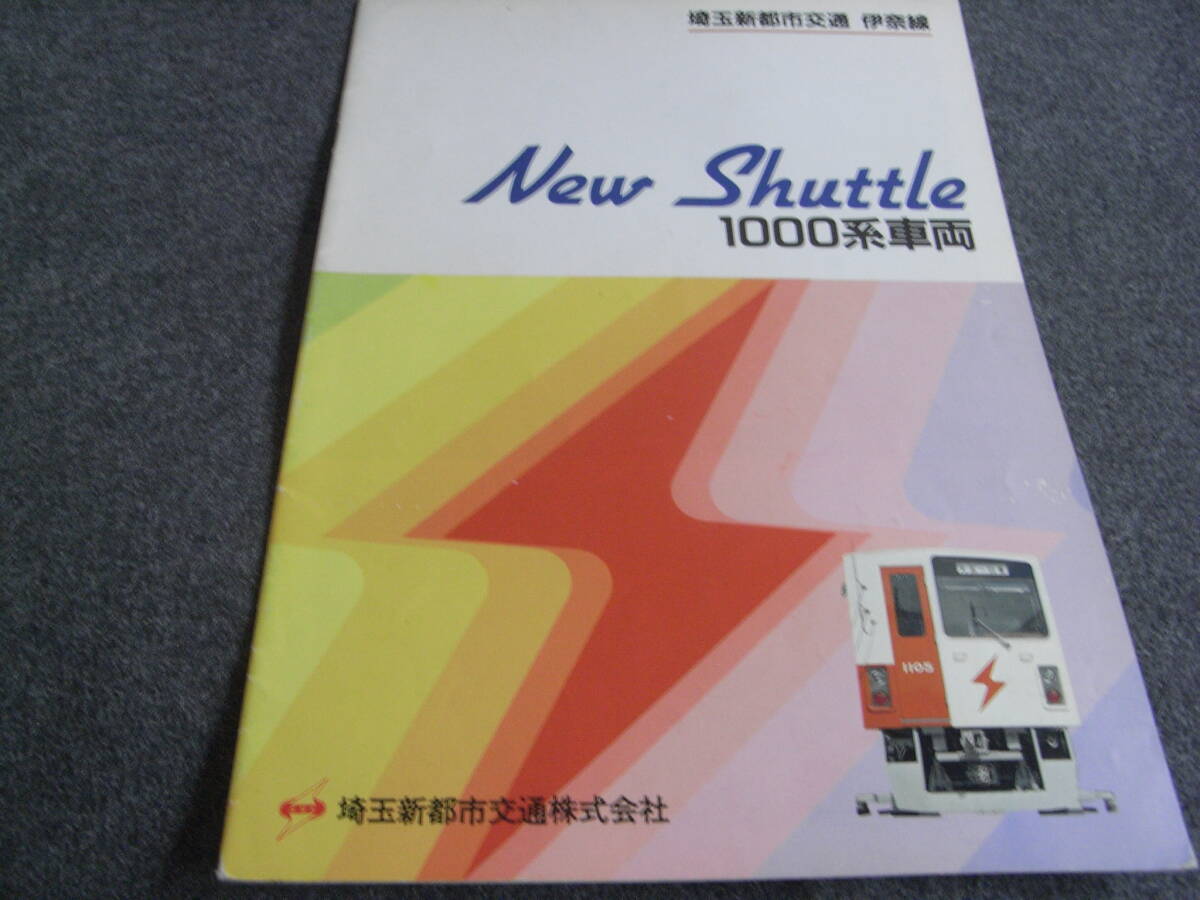 埼玉新都市交通 伊奈線
New Shuttle
1000系車両
1105
埼玉新都市交通株式会社